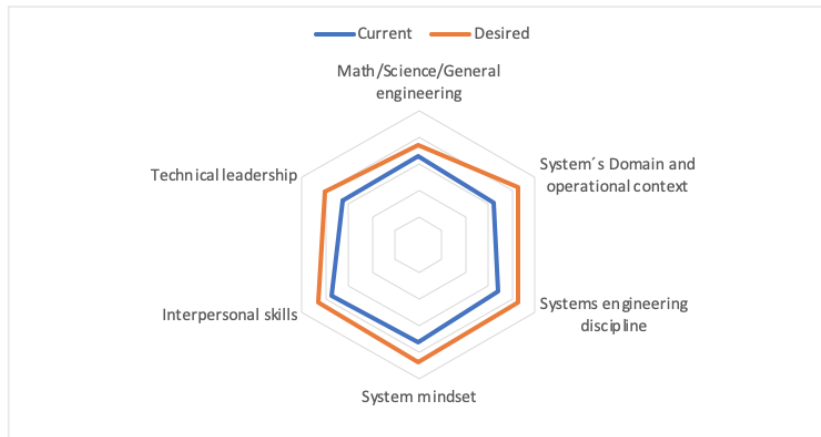 Current Desired
Math/Science/General
engineering
System´s Domain and
operational context
Systems engineering
discipline
System mindset
Interpersonal skills
Technical leadership